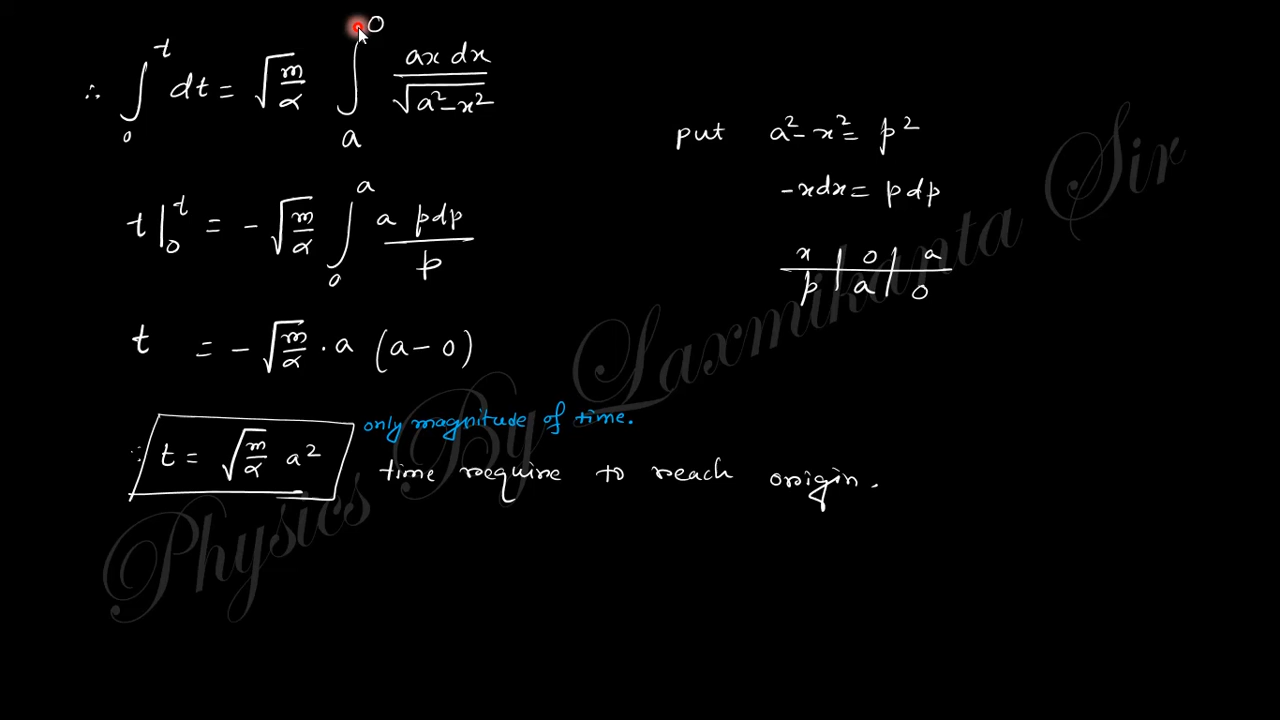 ∴ ∫₀ᵗ dt = √(m/α) ∫ₐ⁰ ax dx / √(a²-x²)
put a²-x² = p²
-xdx = pdp
t |₀ᵗ = - √(m/α) ∫₀ᵃ a pdp / p
x | 0 | a
p | a | 0
t = - √(m/α) · a (a-0)
only magnitude of time.
∴ t = √(m/α) a² time require to reach origin.
Physics By Laxmikanta Sir